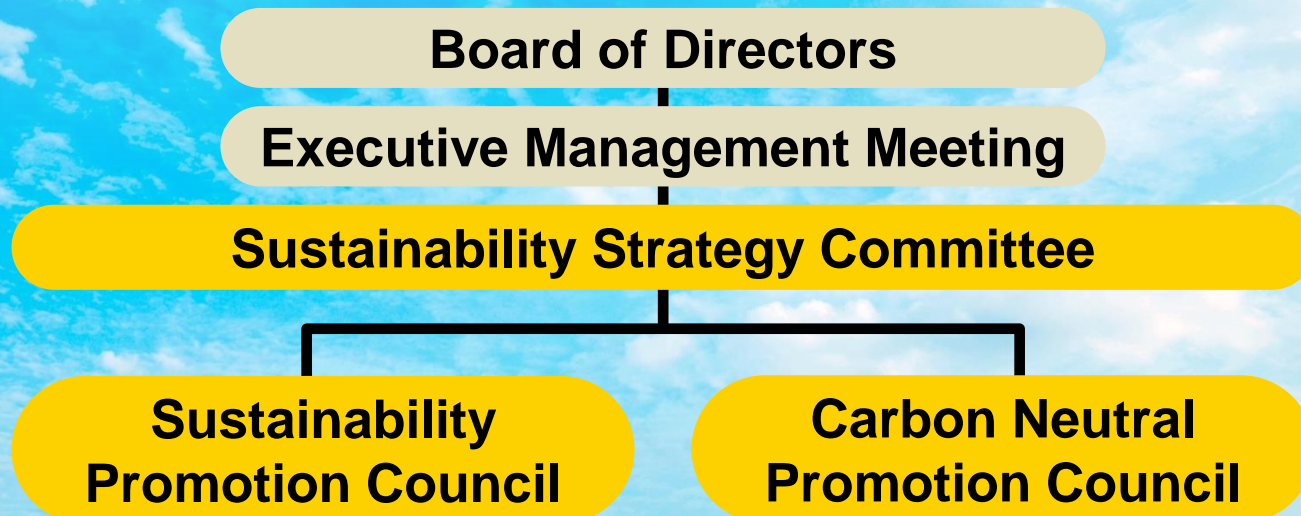 Board of Directors
Executive Management Meeting
Sustainability Strategy Committee
Sustainability
Promotion Council
Carbon Neutral
Promotion Council